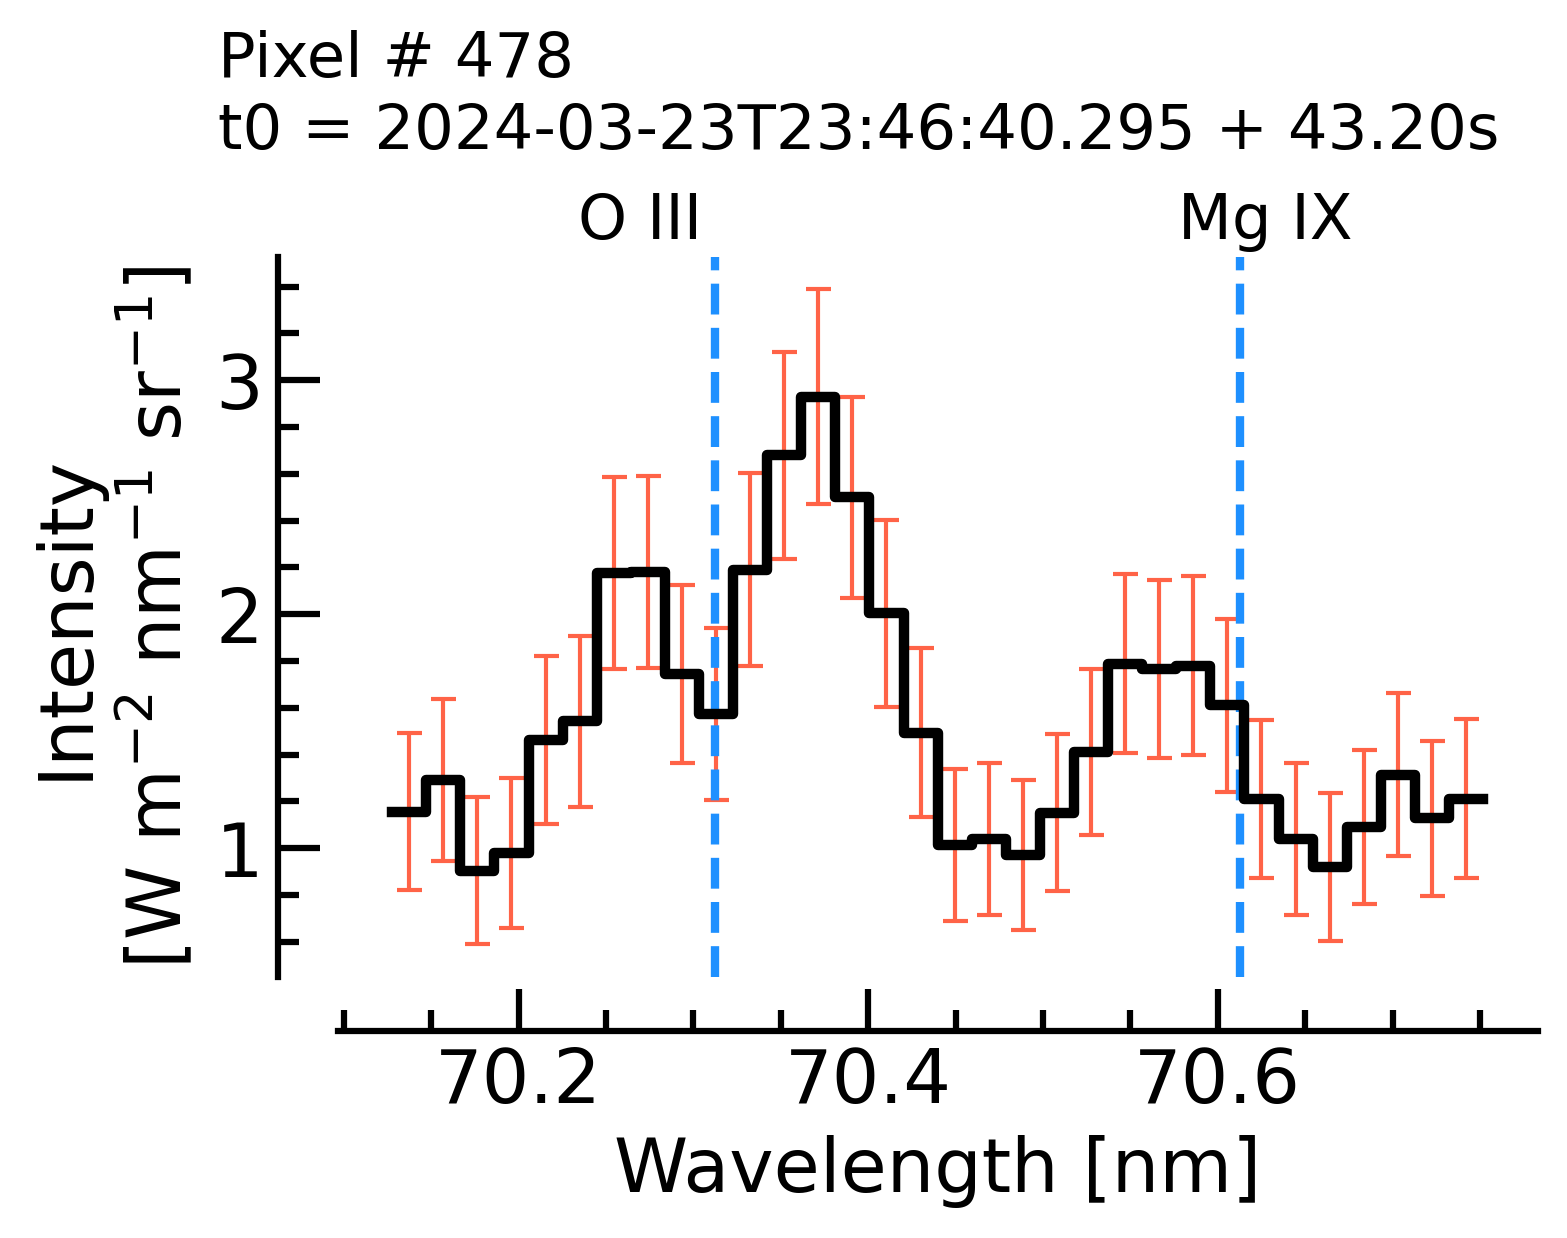 Pixel # 478
t0 = 2024-03-23T23:46:40.295 + 43.20s
O III
Mg IX
Intensity
[W m⁻² nm⁻¹ sr⁻¹]
3
2
1
70.2
70.4
70.6
Wavelength [nm]